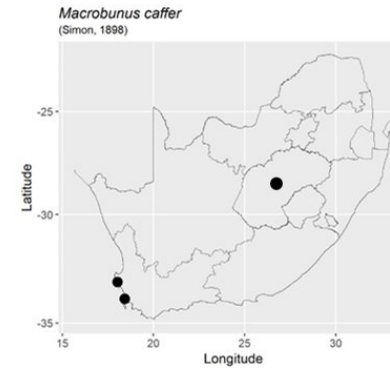 Macrobunus caffer
(Simon, 1898)
-25
-30
-35
Latitude
15
20
25
30
Longitude